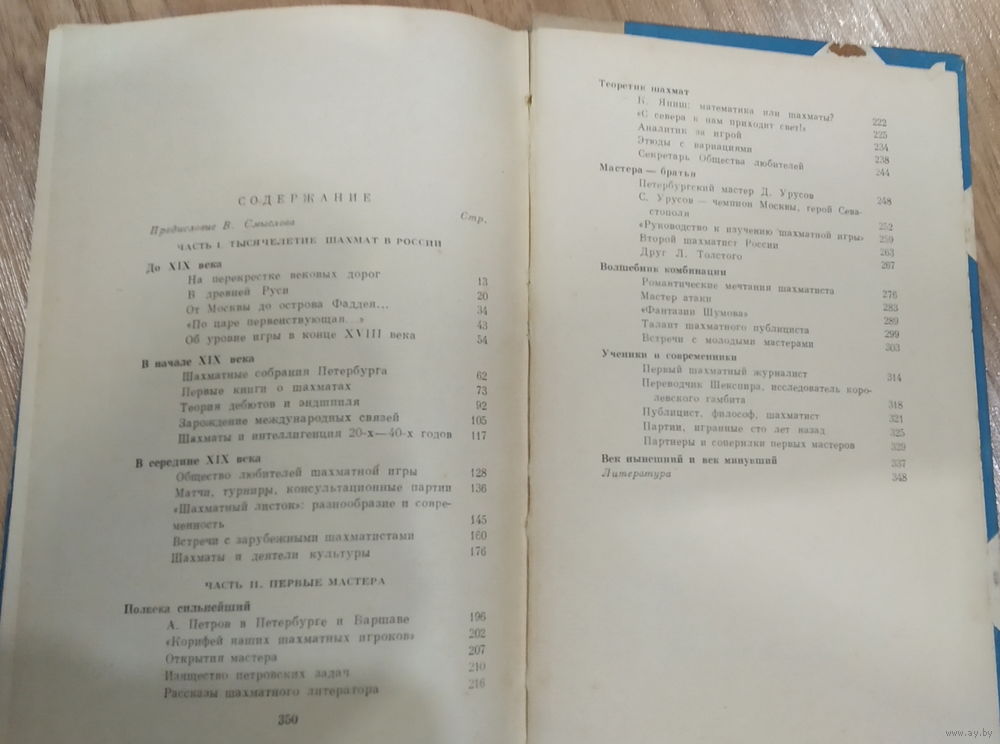 СОДЕРЖАНИЕ
Стр.
Предисловие В. Смыслова
ЧАСТЬ I. ТЫСЯЧЕЛЕТИЕ ШАХМАТ В РОССИИ
До XIX века
На перекрестке вековых дорог 13
В древней Руси 20
От Москвы до острова Фаддея... 34
«По царе первенствующая...» 43
Об уровне игры в конце XVIII века 54
В начале XIX века
Шахматные собрания Петербурга 62
Первые книги о шахматах 73
Теория дебютов и эндшпиля 92
Зарождение международных связей 105
Шахматы и интеллигенция 20-х—40-х годов 117
В середине XIX века
Общество любителей шахматной игры 128
Матчи, турниры, консультационные партии 136
«Шахматный листок»: разнообразие и совре-
менность 145
Встречи с зарубежными шахматистами 160
Шахматы и деятели культуры 176
ЧАСТЬ II. ПЕРВЫЕ МАСТЕРА
Полвека сильнейший
А. Петров в Петербурге и Варшаве 196
«Корифей наших шахматных игроков» 202
Открытия мастера 207
Изящество петровских задач 210
Рассказы шахматного литератора 216
350
Теоретик шахмат
К. Яниш: математика или шахматы? 222
«С севера к нам приходит свет!» 225
Аналитик за игрой 234
Этюды с вариациями 238
Секретарь Общества любителей 244
Мастера — братья
Петербургский мастер Д. Урусов 248
С. Урусов — чемпион Москвы, герой Сева-
стополя 252
«Руководство к изучению шахматной игры» 259
Второй шахматист России 263
Друг Л. Толстого 267
Волшебник комбинации
Романтические мечтания шахматиста 276
Мастер атаки 283
«Фантазии Шумова» 289
Талант шахматного публициста 299
Встречи с молодыми мастерами 303
Ученики и современники
Первый шахматный журналист 314
Переводчик Шекспира, исследователь коро-
левского гамбита 318
Публицист, философ, шахматист 321
Партии, игранные сто лет назад 325
Партнеры и соперники первых мастеров 329
Век нынешний и век минувший 337
Литература 348
www.ay.by